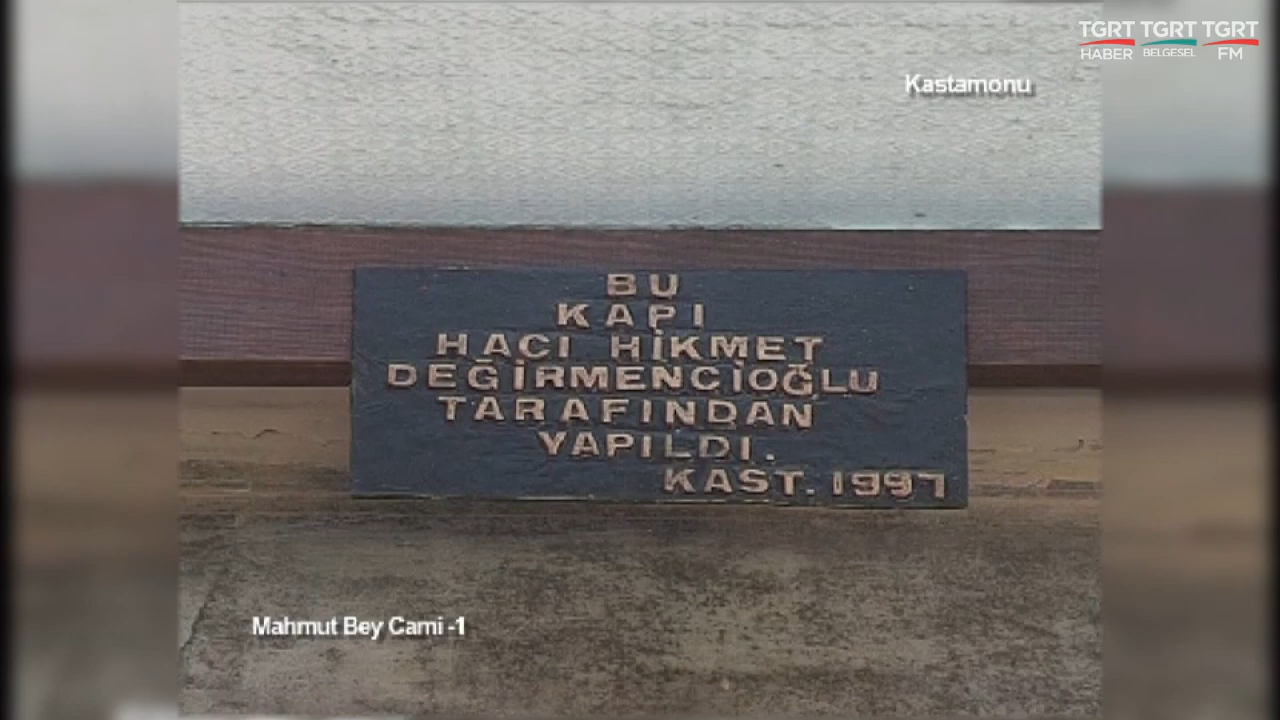 TGRT TGRT TGRT
HABER BELGESEL FM
Kastamonu
BU
KAPI
HACI HİKMET
DEĞİRMENCİOĞLU
TARAFINDAN
YAPILDI.
KAST. 1997
Mahmut Bey Cami -1